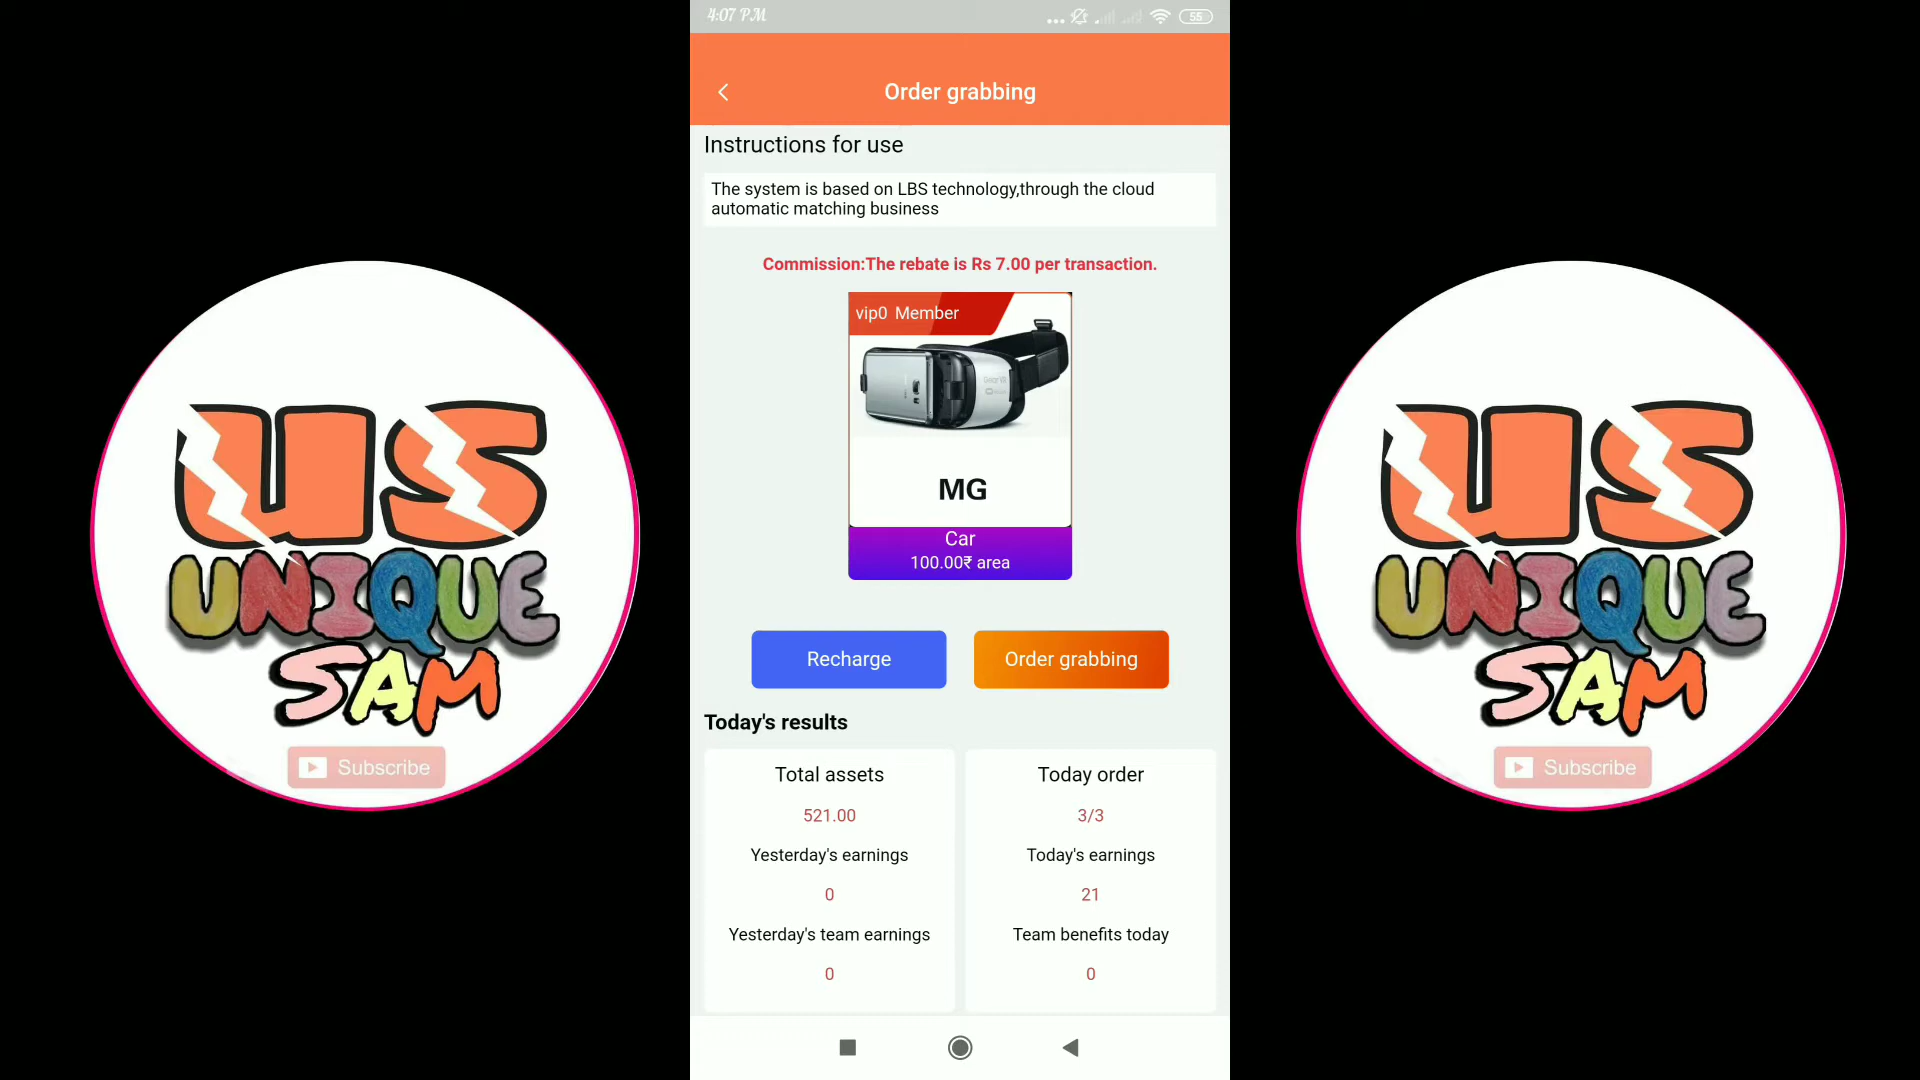 4:07 PM
55
Order grabbing
Instructions for use
The system is based on LBS technology,through the cloud
automatic matching business
Commission:The rebate is Rs 7.00 per transaction.
vip0 Member
Gear VR
MG
Car
100.00₹ area
Recharge
Order grabbing
Today's results
Total assets
521.00
Yesterday's earnings
0
Yesterday's team earnings
0
Today order
3/3
Today's earnings
21
Team benefits today
0
US
UNIQUE
SAM
Subscribe
US
UNIQUE
SAM
Subscribe